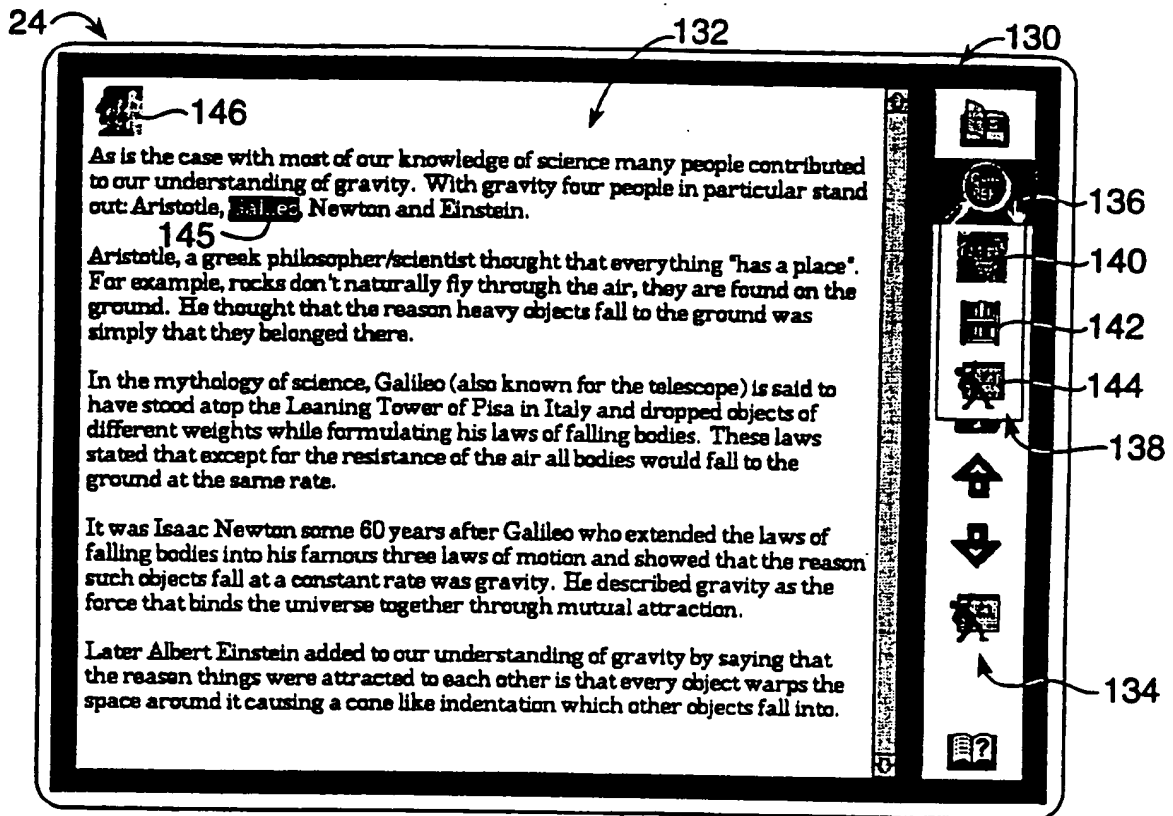 24
132
130
146
As is the case with most of our knowledge of science many people contributed
to our understanding of gravity. With gravity four people in particular stand
out: Aristotle, Newton and Einstein.
136
145
Aristotle, a greek philosopher/scientist thought that everything "has a place".
140
For example, rocks don't naturally fly through the air, they are found on the
ground. He thought that the reason heavy objects fall to the ground was
142
simply that they belonged there.
144
In the mythology of science, Galileo (also known for the telescope) is said to
have stood atop the Leaning Tower of Pisa in Italy and dropped objects of
different weights while formulating his laws of falling bodies. These laws
138
stated that except for the resistance of the air all bodies would fall to the
ground at the same rate.
It was Isaac Newton some 60 years after Galileo who extended the laws of
falling bodies into his famous three laws of motion and showed that the reason
such objects fall at a constant rate was gravity. He described gravity as the
force that binds the universe together through mutual attraction.
Later Albert Einstein added to our understanding of gravity by saying that
the reason things were attracted to each other is that every object warps the
134
space around it causing a cone like indentation which other objects fall into.
?